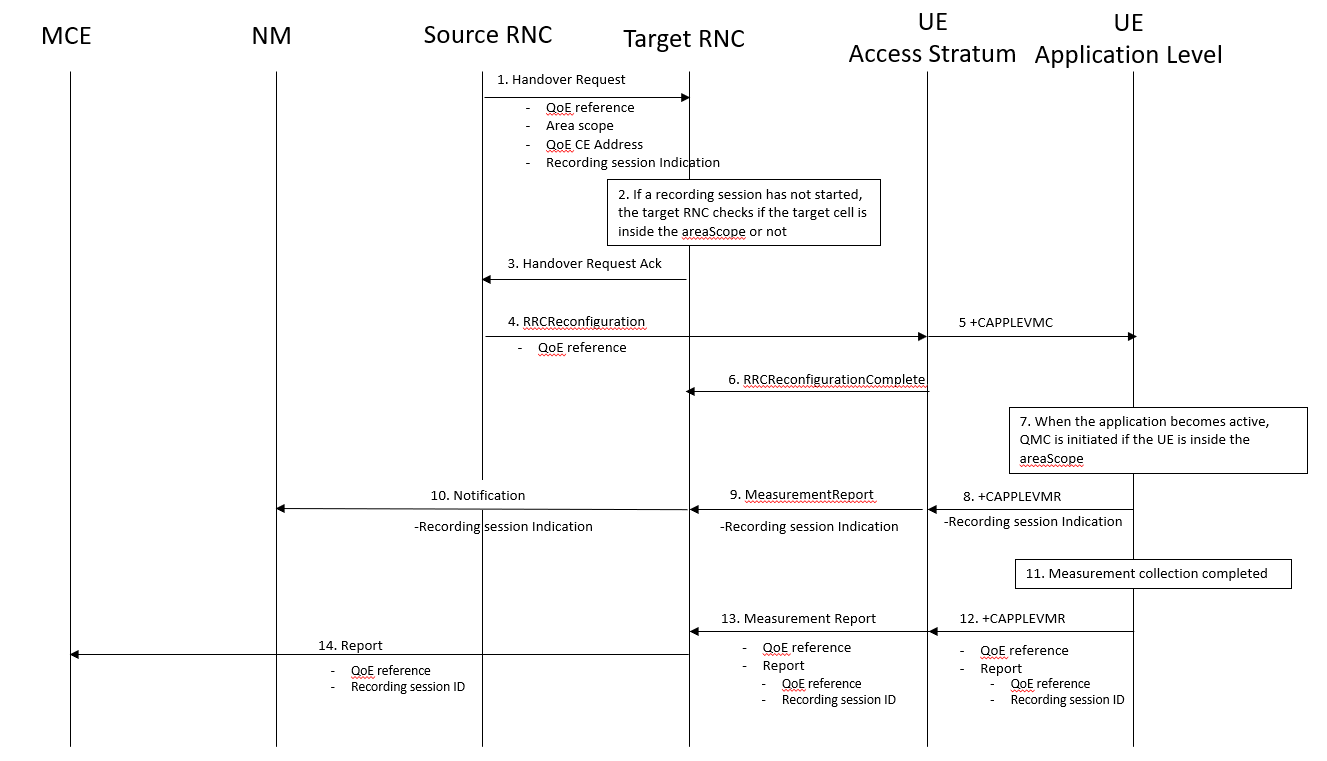 MCE
NM
Source RNC
Target RNC
UE
Access Stratum
UE
Application Level
1. Handover Request
- QoE reference
- Area scope
- QoE CE Address
- Recording session Indication
2. If a recording session has not started,
the target RNC checks if the target cell is
inside the areaScope or not
3. Handover Request Ack
4. RRCReconfiguration
- QoE reference
5 +CAPPLEVMC
6. RRCReconfigurationComplete
7. When the application becomes active,
QMC is initiated if the UE is inside the
areaScope
10. Notification
-Recording session Indication
9. MeasurementReport
-Recording session Indication
8. +CAPPLEVMR
-Recording session Indication
11. Measurement collection completed
14. Report
- QoE reference
- Recording session ID
13. Measurement Report
- QoE reference
- Report
- QoE reference
- Recording session ID
12. +CAPPLEVMR
- QoE reference
- Report
- QoE reference
- Recording session ID